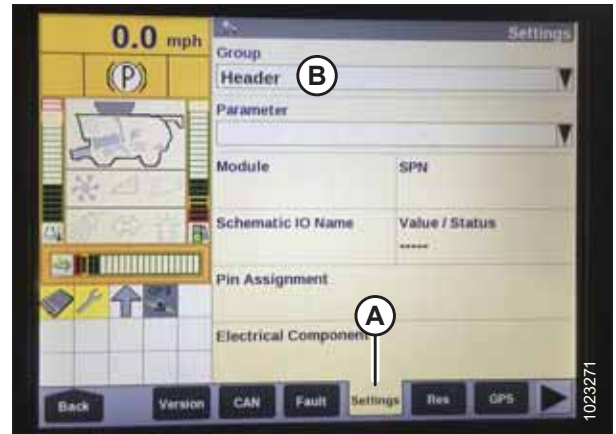 0.0 mph
Settings
(P)
Group
Header
B
Parameter
Module
SPN
Schematic IO Name
Value / Status
-----
Pin Assignment
A
Electrical Component
Back
Version
CAN
Fault
Settings
Res
GPS
1023271